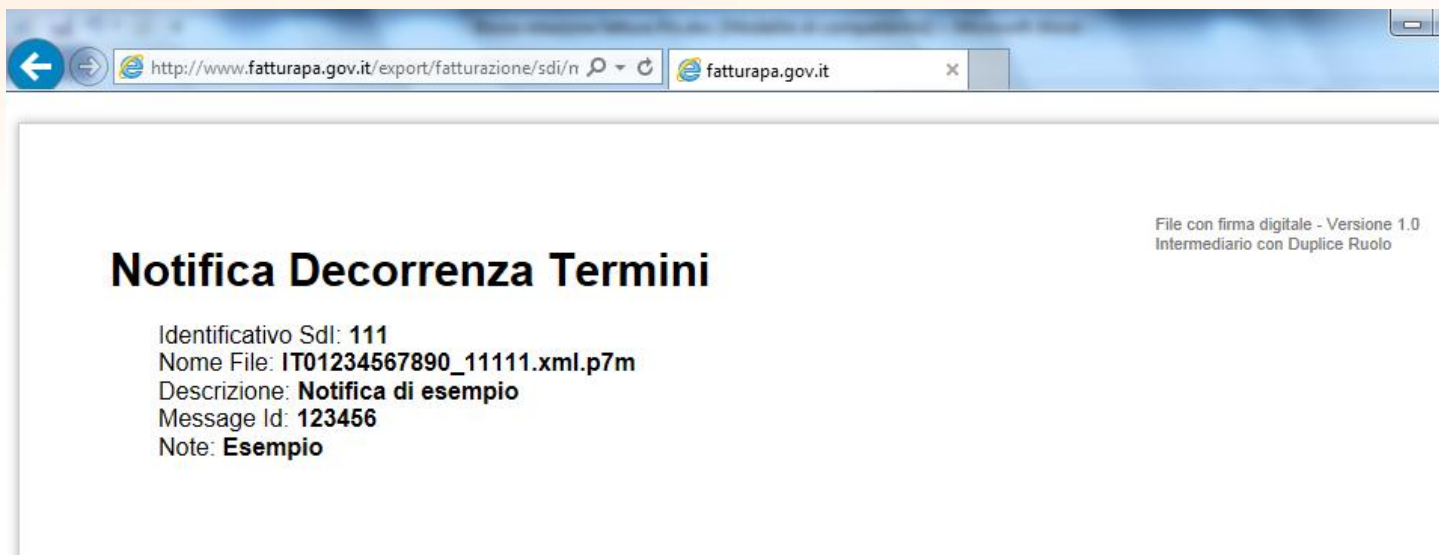 http://www.fatturapa.gov.it/export/fatturazione/sdi/n
fatturapa.gov.it
File con firma digitale - Versione 1.0
Intermediario con Duplice Ruolo
Notifica Decorrenza Termini
Identificativo SdI: 111
Nome File: IT01234567890_11111.xml.p7m
Descrizione: Notifica di esempio
Message Id: 123456
Note: Esempio